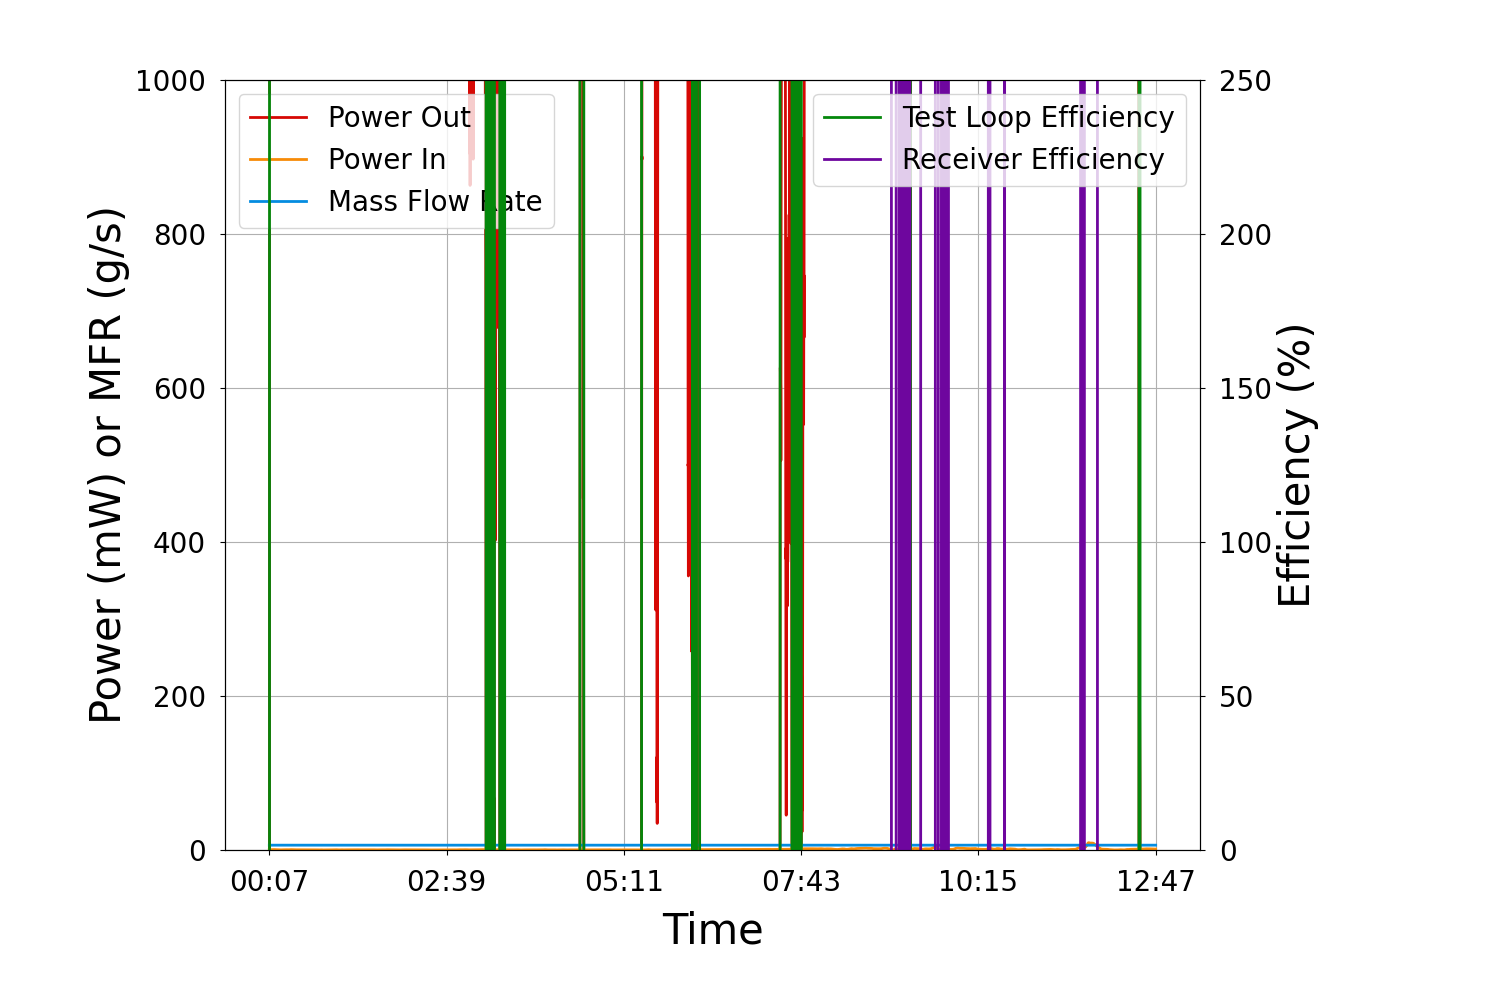 1000
800
600
400
200
0
Power (mW) or MFR (g/s)
Power Out
Power In
Mass Flow Rate
Test Loop Efficiency
Receiver Efficiency
250
200
150
100
50
0
Efficiency (%)
00:07 02:39 05:11 07:43 10:15 12:47
Time